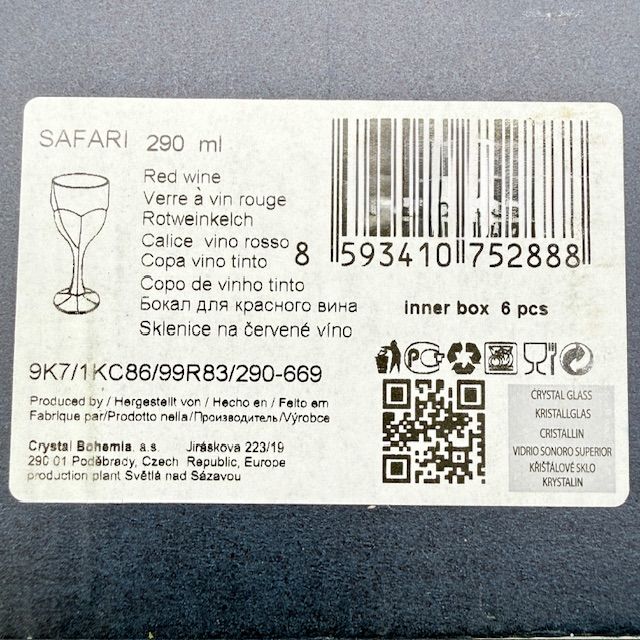 SAFARI 290 ml
Red wine
Verre à vin rouge
Rotweinkelch
Calice vino rosso
Copa vino tinto
Copo de vinho tinto
Бокал для красного вина
Sklenice na červené víno
8 593410 752888
inner box 6 pcs
9K7/1KC86/99R83/290-669
Produced by / Hergestellt von / Hecho en / Feito em
Fabrique par/Prodotto nella/Производитель/Výrobce
Crystal Bohemia, a.s. Jiráskova 223/19
290 01 Poděbrady, Czech Republic, Europe
production plant Světlá nad Sázavou
CRYSTAL GLASS
KRISTALLGLAS
CRISTALLIN
VIDRIO SONORO SUPERIOR
KŘIŠŤÁLOVÉ SKLO
KRYSTALIN